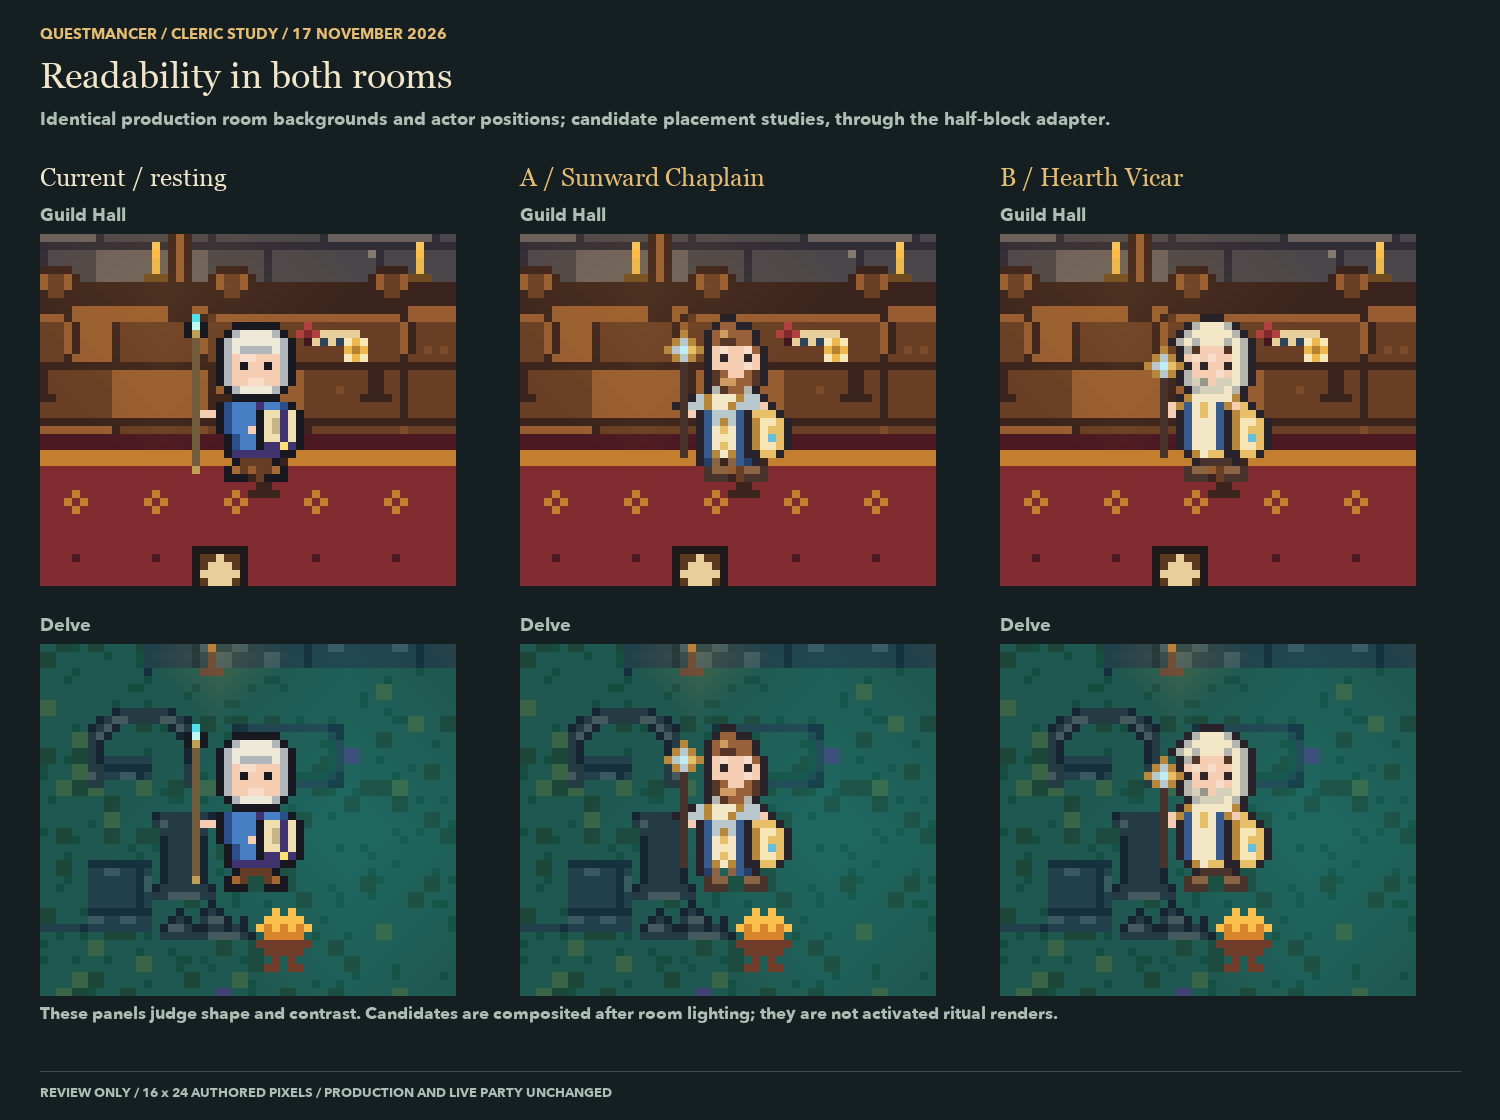 QUESTMANCER / CLERIC STUDY / 17 NOVEMBER 2026
Readability in both rooms
Identical production room backgrounds and actor positions; candidate placement studies, through the half-block adapter.
Current / resting
A / Sunward Chaplain
B / Hearth Vicar
Guild Hall
Guild Hall
Guild Hall
Delve
Delve
Delve
These panels judge shape and contrast. Candidates are composited after room lighting; they are not activated ritual renders.
REVIEW ONLY / 16 x 24 AUTHORED PIXELS / PRODUCTION AND LIVE PARTY UNCHANGED